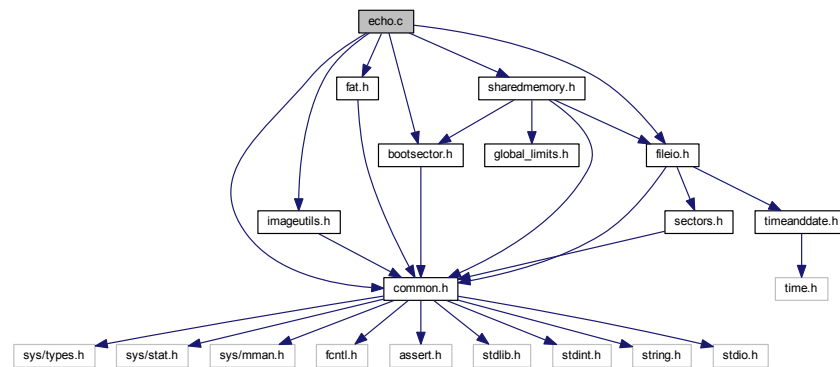 echo.c
fat.h
sharedmemory.h
bootsector.h
global_limits.h
fileio.h
imageutils.h
sectors.h
timeanddate.h
common.h
time.h
sys/types.h
sys/stat.h
sys/mman.h
fcntl.h
assert.h
stdlib.h
stdint.h
string.h
stdio.h